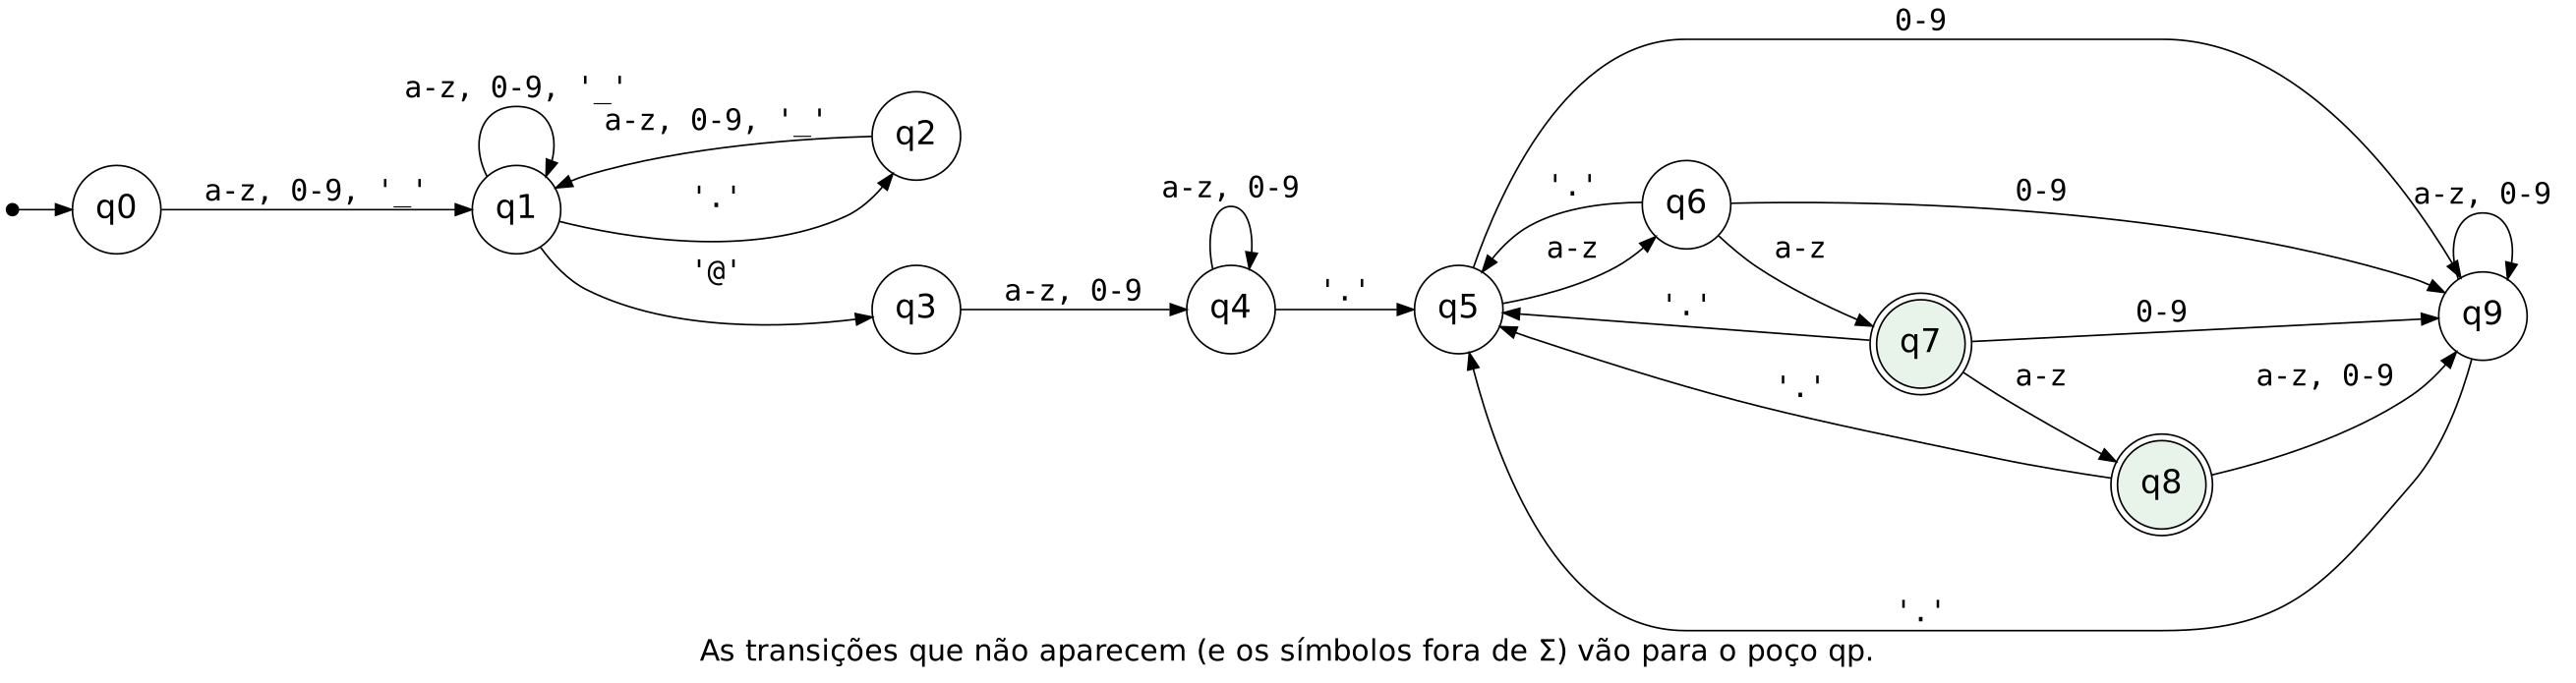 0-9
a-z, 0-9, '_'
a-z, 0-9, '_'
q2
a-z, 0-9
a-z, 0-9, '_'
'.'
'.'
q6
0-9
a-z, 0-9
q0
q1
a-z
a-z
'@'
a-z, 0-9
'.'
'.'
0-9
q3
q4
q5
q7
q9
'.'
a-z
a-z, 0-9
q8
'.'
As transições que não aparecem (e os símbolos fora de Σ) vão para o poço qp.